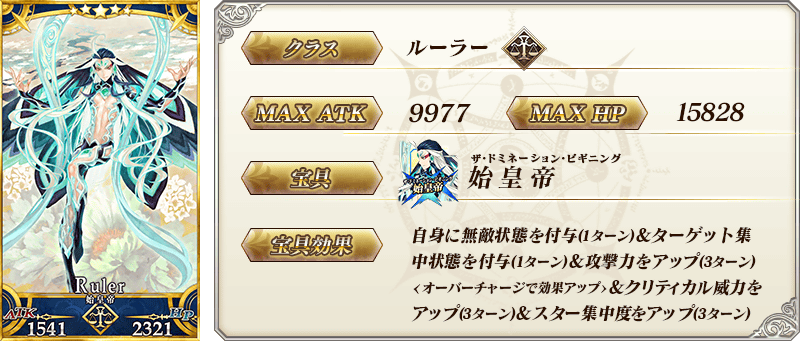 Ruler
始皇帝
ATK
HP
1541
2321
クラス
ルーラー
MAX ATK
9977
MAX HP
15828
宝具
ザ・ドミネーション・ビギニング
始皇帝
始皇帝
宝具効果
自身に無敵状態を付与(1ターン)&ターゲット集
中状態を付与(1ターン)&攻撃力をアップ(3ターン)
<オーバーチャージで効果アップ>&クリティカル威力を
アップ(3ターン)&スター集中度をアップ(3ターン)